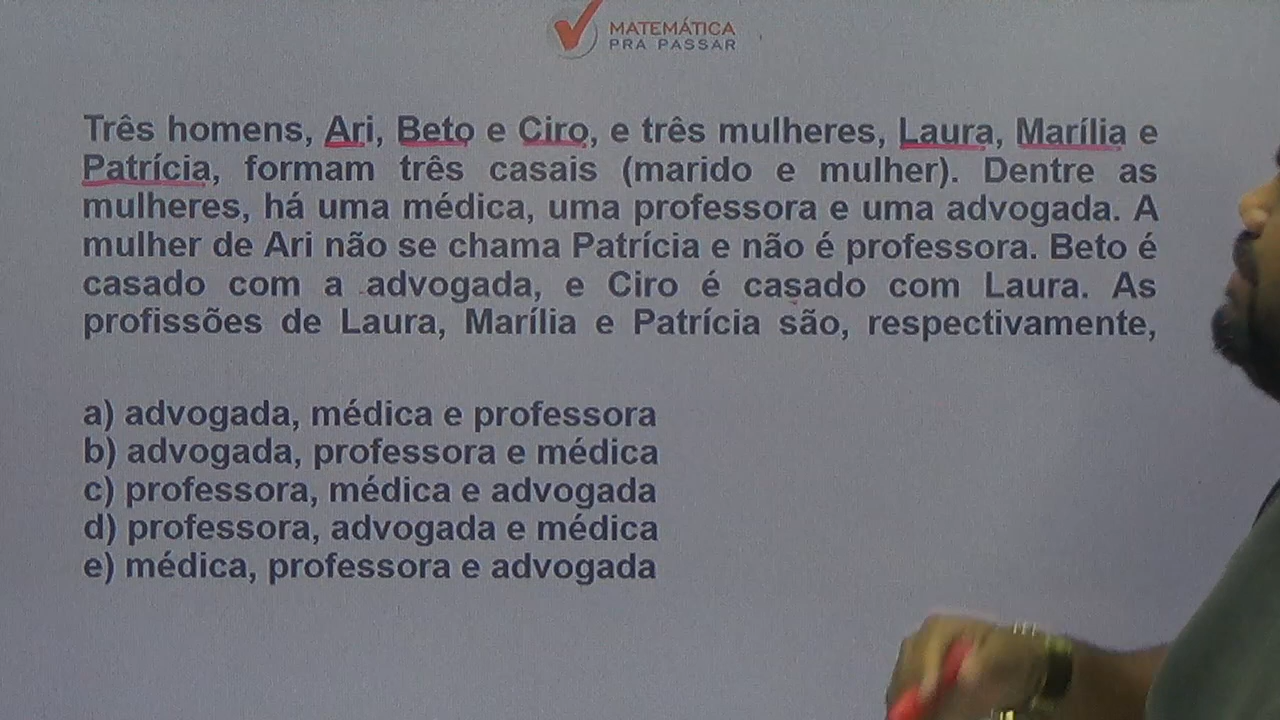 MATEMÁTICA
PRA PASSAR
Três homens, Ari, Beto e Ciro, e três mulheres, Laura, Marília e
Patrícia, formam três casais (marido e mulher). Dentre as
mulheres, há uma médica, uma professora e uma advogada. A
mulher de Ari não se chama Patrícia e não é professora. Beto é
casado com a advogada, e Ciro é casado com Laura. As
profissões de Laura, Marília e Patrícia são, respectivamente,
a) advogada, médica e professora
b) advogada, professora e médica
c) professora, médica e advogada
d) professora, advogada e médica
e) médica, professora e advogada